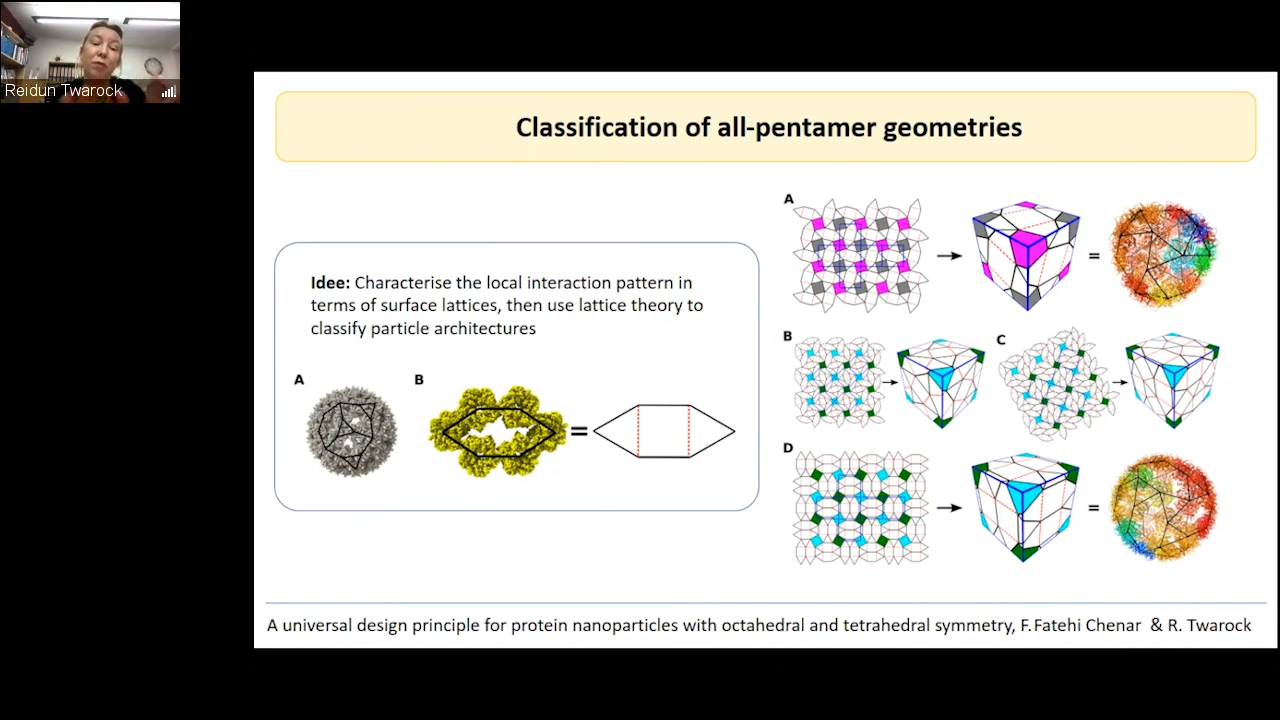 Reidun Twarock
Classification of all-pentamer geometries
Idee: Characterise the local interaction pattern in
terms of surface lattices, then use lattice theory to
classify particle architectures
A
B
=
A
=
B
C
D
=
A universal design principle for protein nanoparticles with octahedral and tetrahedral symmetry, F.Fatehi Chenar & R. Twarock